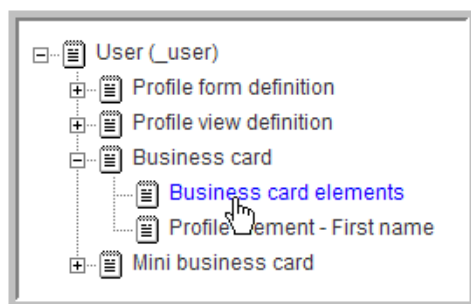 User (_user)
Profile form definition
Profile view definition
Business card
Business card elements
Profile element - First name
Mini business card